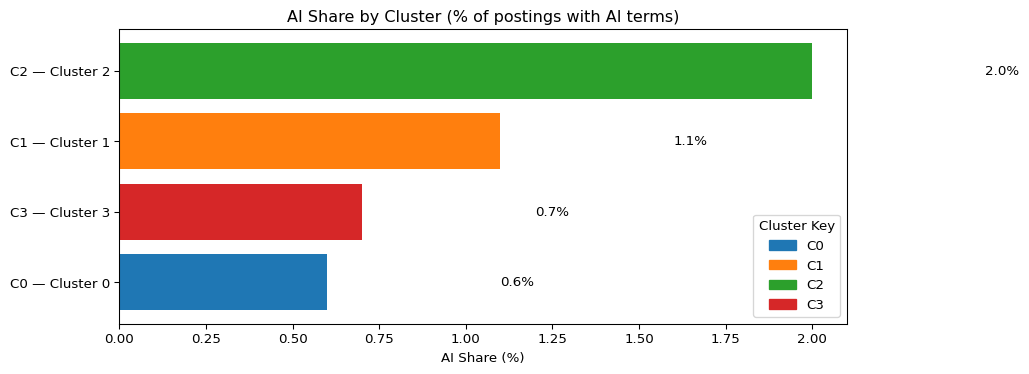 AI Share by Cluster (% of postings with AI terms)
C2 — Cluster 2
2.0%
C1 — Cluster 1
1.1%
C3 — Cluster 3
0.7%
C0 — Cluster 0
0.6%
Cluster Key
C0
C1
C2
C3
0.00 0.25 0.50 0.75 1.00 1.25 1.50 1.75 2.00
AI Share (%)